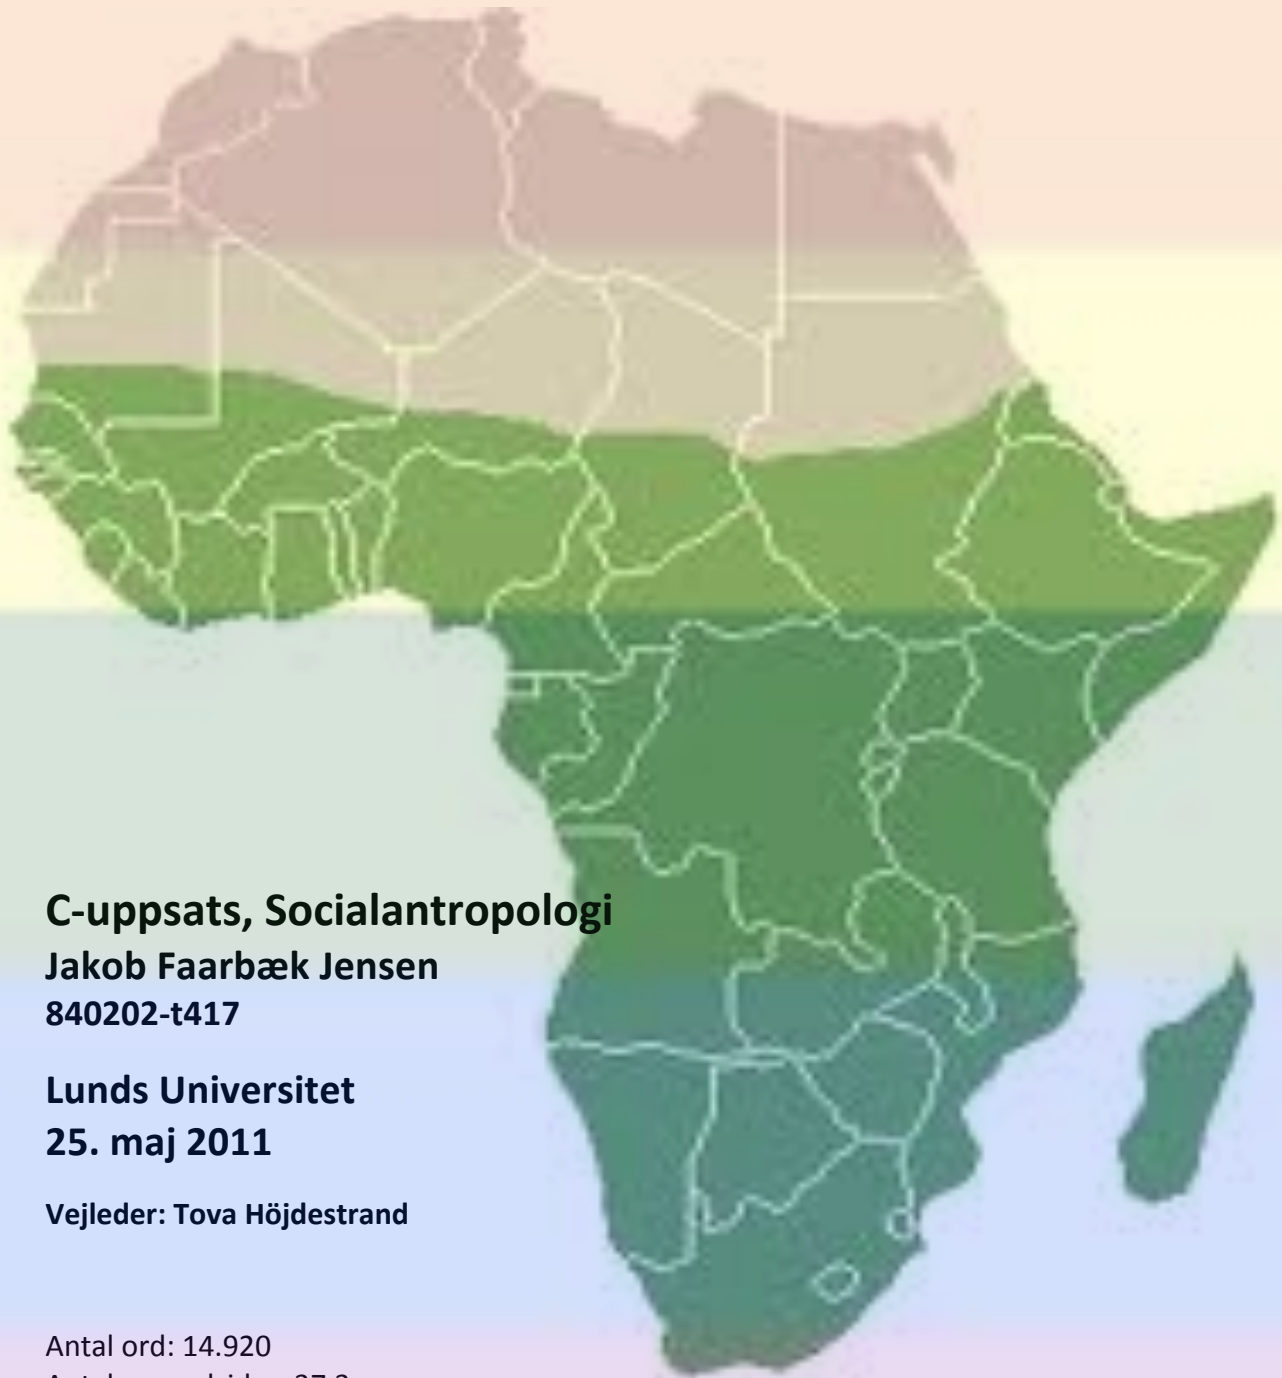 C-uppsats, Socialantropologi
Jakob Faarbæk Jensen
840202-t417
Lunds Universitet
25. maj 2011
Vejleder: Tova Höjdestrand
Antal ord: 14.920
Antal